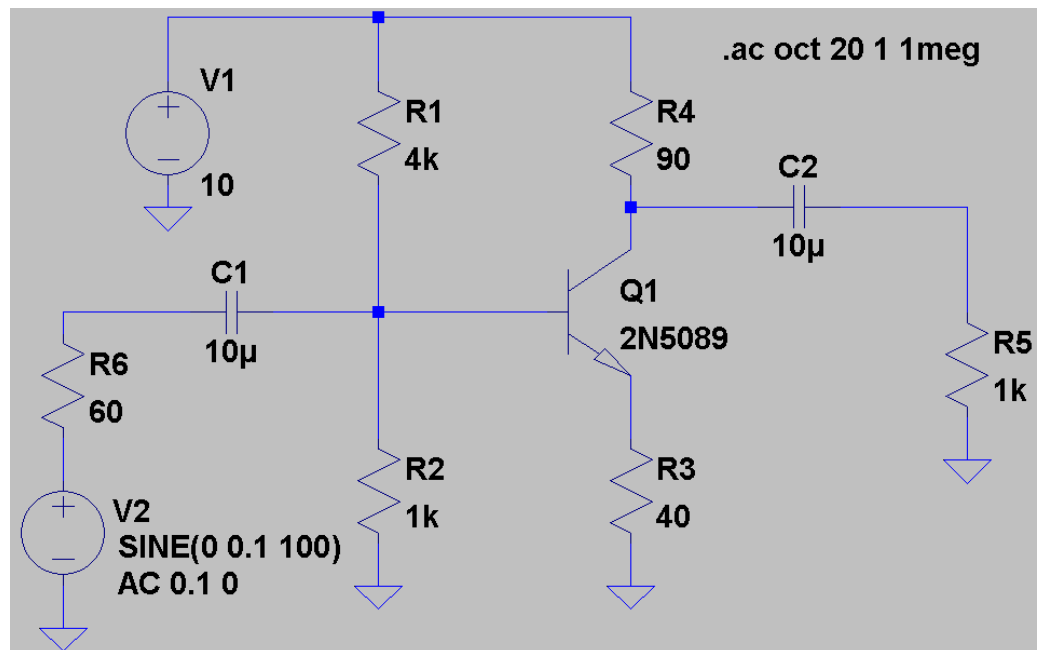 .ac oct 20 1 1meg
V1
10
R1
4k
R4
90
C2
10µ
C1
10µ
Q1
2N5089
R6
60
R5
1k
R2
1k
R3
40
V2
SINE(0 0.1 100)
AC 0.1 0